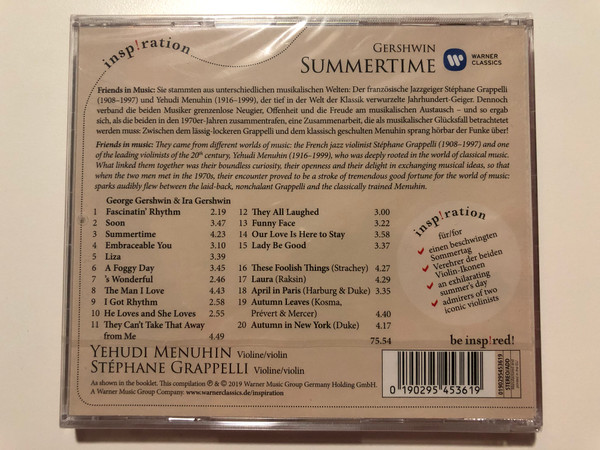 insp!ration
GERSHWIN
SUMMERTIME
WARNER
CLASSICS
Friends in Music: Sie stammten aus unterschiedlichen musikalischen Welten: Der französische Jazzgeiger Stéphane Grappelli
(1908–1997) und Yehudi Menuhin (1916–1999), der tief in der Welt der Klassik verwurzelte Jahrhundert-Geiger. Dennoch
verband die beiden Musiker grenzenlose Neugier, Offenheit und die Freude am musikalischen Austausch – und so ergab
sich, als die beiden in den 1970er-Jahren zusammentrafen, eine Zusammenarbeit, die als musikalischer Glücksfall betrachtet
werden muss: Zwischen dem lässig-lockeren Grappelli und dem klassisch geschulten Menuhin sprang hörbar der Funke über!
Friends in music: They came from different worlds of music: the French jazz violinist Stéphane Grappelli (1908–1997) and one
of the leading violinists of the 20th century, Yehudi Menuhin (1916–1999), who was deeply rooted in the world of classical music.
What linked them together was their boundless curiosity, their openness and their delight in exchanging musical ideas, so that
when the two men met in the 1970s, their encounter proved to be a stroke of tremendous good fortune for the world of music:
sparks audibly flew between the laid-back, nonchalant Grappelli and the classically trained Menuhin.
George Gershwin & Ira Gershwin
1 Fascinatin' Rhythm 2.19
2 Soon 3.47
3 Summertime 4.23
4 Embraceable You 3.10
5 Liza 3.39
6 A Foggy Day 3.45
7 's Wonderful 2.46
8 The Man I Love 4.43
9 I Got Rhythm 2.58
10 He Loves and She Loves 2.55
11 They Can't Take That Away
from Me 4.49
12 They All Laughed 3.00
13 Funny Face 3.22
14 Our Love Is Here to Stay 3.58
15 Lady Be Good 3.37
16 These Foolish Things (Strachey) 4.27
17 Laura (Raksin) 4.29
18 April in Paris (Harburg & Duke) 3.35
19 Autumn Leaves (Kosma,
Prévert & Mercer) 4.40
20 Autumn in New York (Duke) 4.17
75.54
insp!ration
für/for
einen beschwingten
Sommertag
Verehrer der beiden
Violin-Ikonen
an exhilarating
summer's day
admirers of two
iconic violinists
be insp!red!
YEHUDI MENUHIN Violine/violin
STÉPHANE GRAPPELLI Violine/violin
As shown in the booklet. This compilation ℗ & © 2019 Warner Music Group Germany Holding GmbH.
A Warner Music Group Company. www.warnerclassics.de/inspiration
0 190295 453619
0190295453619
STEREO/ADD